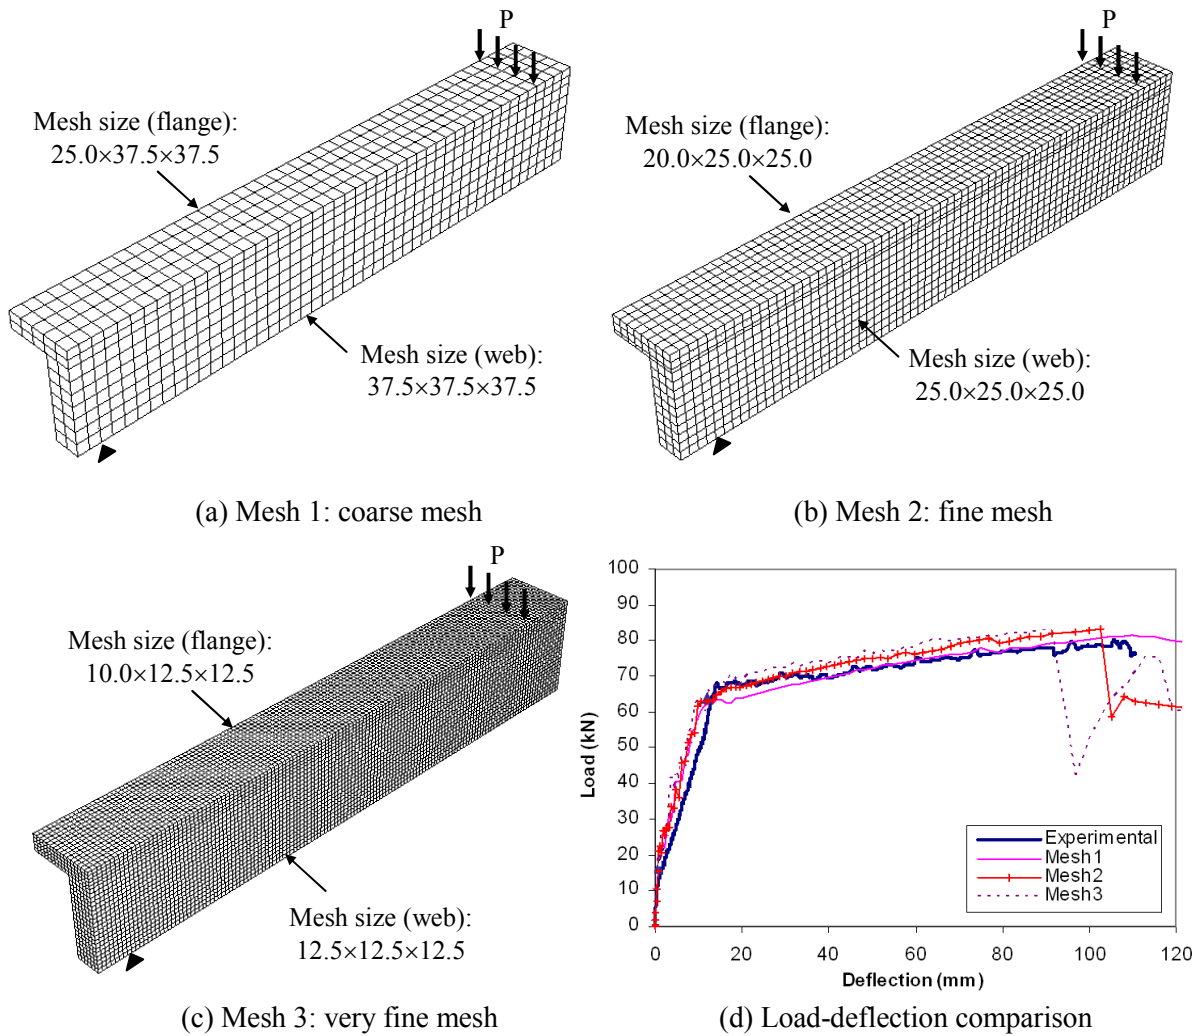 P
Mesh size (flange):
25.0×37.5×37.5
Mesh size (web):
37.5×37.5×37.5
(a) Mesh 1: coarse mesh
P
Mesh size (flange):
20.0×25.0×25.0
Mesh size (web):
25.0×25.0×25.0
(b) Mesh 2: fine mesh
P
Mesh size (flange):
10.0×12.5×12.5
Mesh size (web):
12.5×12.5×12.5
(c) Mesh 3: very fine mesh
100
90
80
70
60
50
40
30
20
10
0
Load (kN)
Experimental
Mesh1
Mesh2
Mesh3
0 20 40 60 80 100 120
Deflection (mm)
(d) Load-deflection comparison